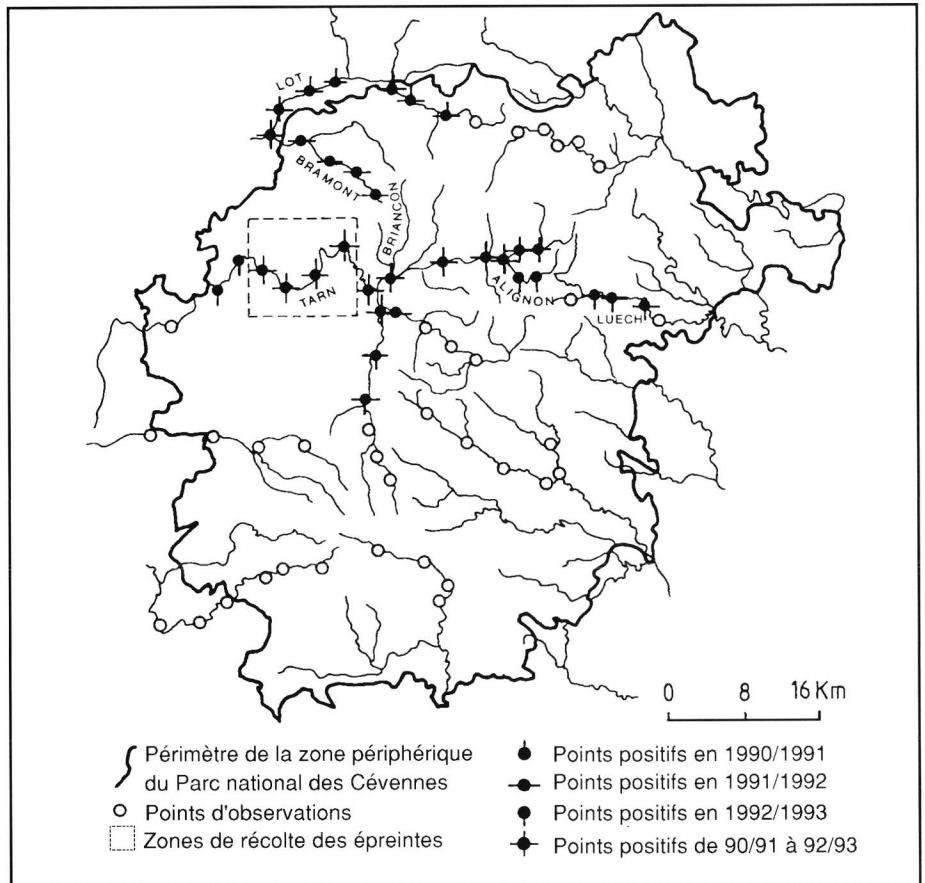 LOT
BRAMONT
BRIANÇON
TARN
ALIGNON
LUECH
0 8 16 Km
Périmètre de la zone périphérique
du Parc national des Cévennes
Points d'observations
Zones de récolte des épreintes
Points positifs en 1990/1991
Points positifs en 1991/1992
Points positifs en 1992/1993
Points positifs de 90/91 à 92/93